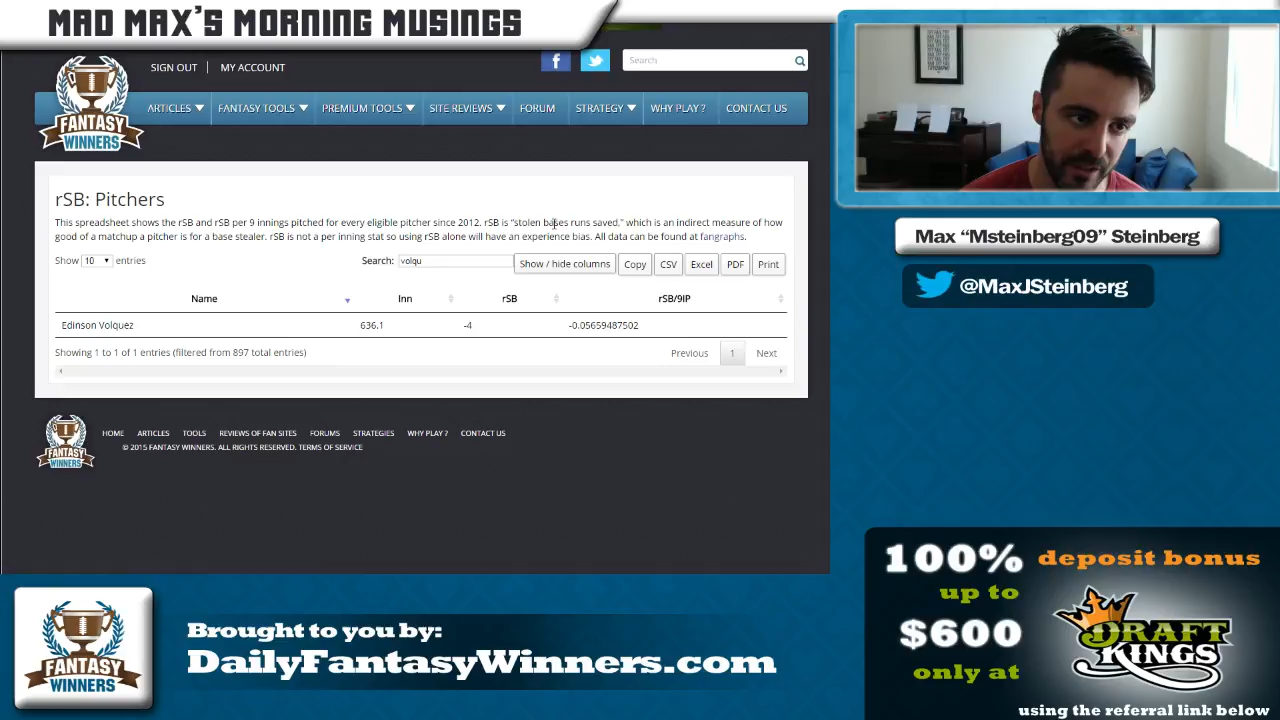 MAD MAX'S MORNING MUSINGS
SIGN OUT
MY ACCOUNT
f
Search
FANTASY
WINNERS
ARTICLES
FANTASY TOOLS
PREMIUM TOOLS
SITE REVIEWS
FORUM
STRATEGY
WHY PLAY ?
CONTACT US
rSB: Pitchers
This spreadsheet shows the rSB and rSB per 9 innings pitched for every eligible pitcher since 2012. rSB is "stolen bases runs saved," which is an indirect measure of how
good of a matchup a pitcher is for a base stealer. rSB is not a per inning stat so using rSB alone will have an experience bias. All data can be found at fangraphs.
Show 10 entries
Search: volqu
Show / hide columns
Copy
CSV
Excel
PDF
Print
Name Inn rSB rSB/9IP
Edinson Volquez 636.1 -4 -0.05659487502
Showing 1 to 1 of 1 entries (filtered from 897 total entries)
Previous 1 Next
FANTASY
WINNERS
HOME ARTICLES TOOLS REVIEWS OF FAN SITES FORUMS STRATEGIES WHY PLAY ? CONTACT US
© 2015 FANTASY WINNERS. ALL RIGHTS RESERVED. TERMS OF SERVICE
Max "Msteinberg09" Steinberg
@MaxJSteinberg
FANTASY
WINNERS
Brought to you by:
DailyFantasyWinners.com
100% deposit bonus
up to
$600
only at
DRAFT
KINGS
using the referral link below